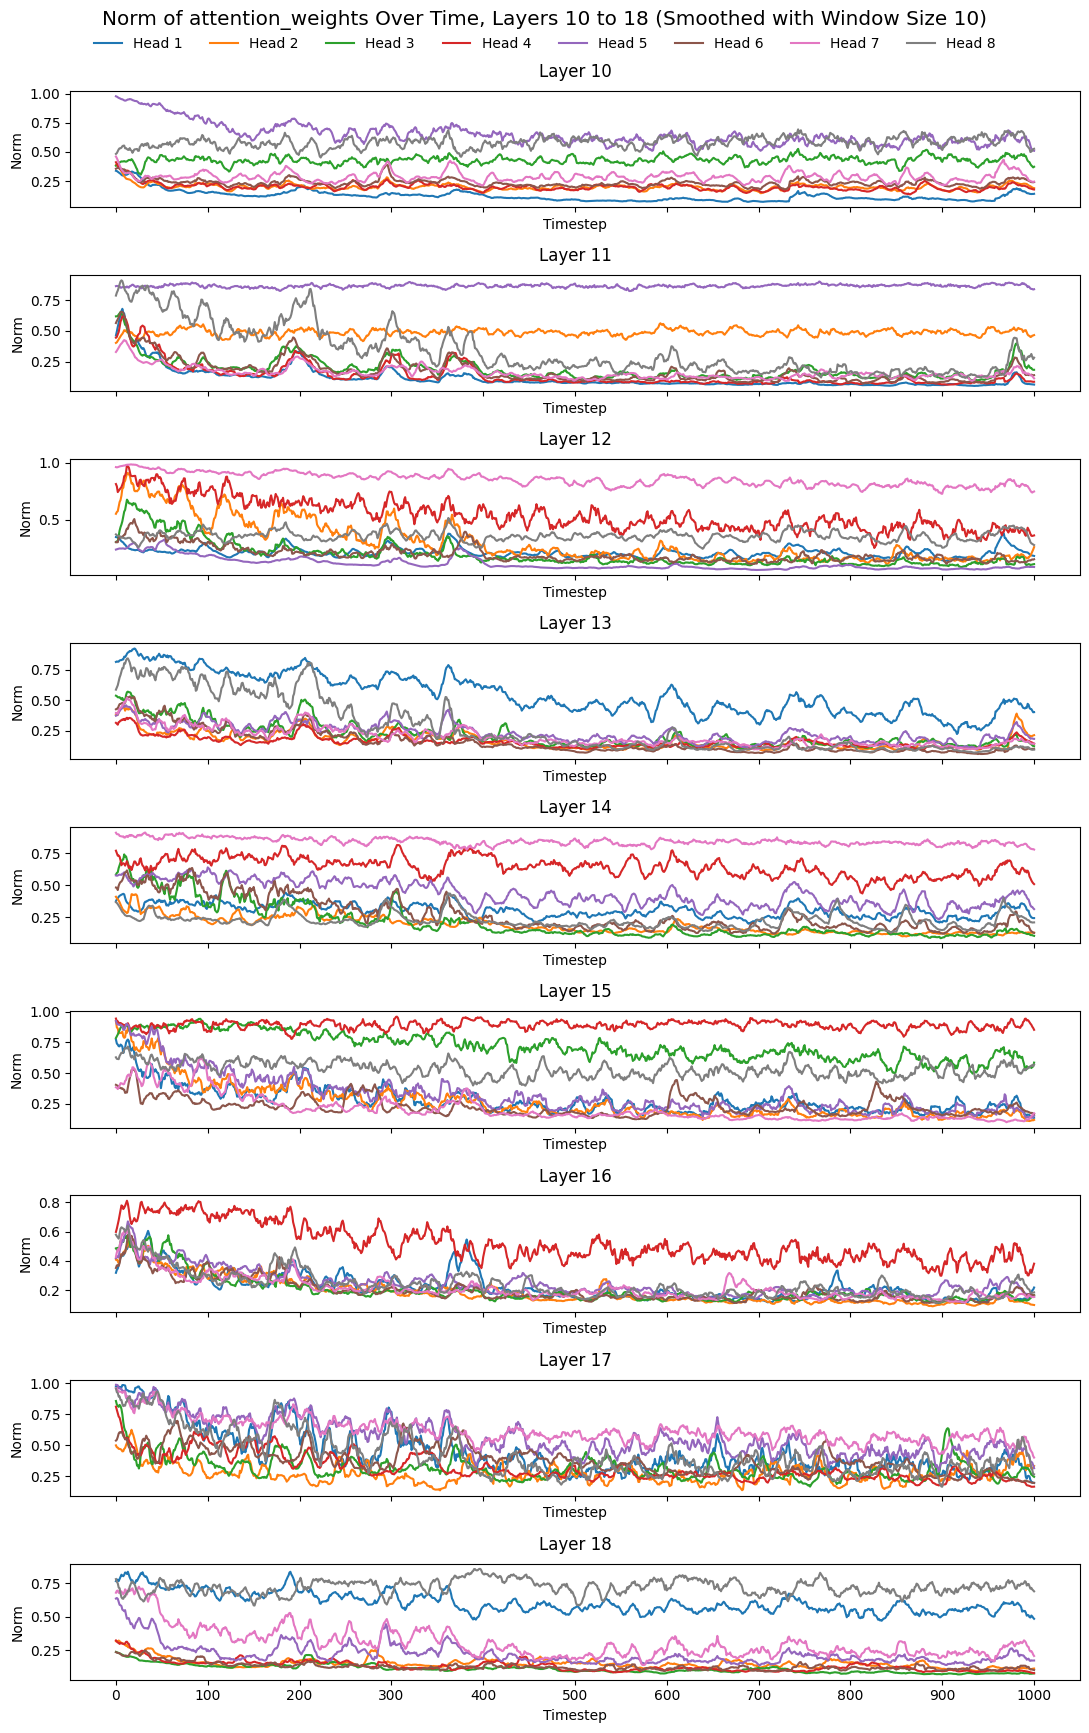 Norm of attention_weights Over Time, Layers 10 to 18 (Smoothed with Window Size 10)
Head 1 Head 2 Head 3 Head 4 Head 5 Head 6 Head 7 Head 8
Layer 10
1.00
0.75
0.50
0.25
Norm
Timestep
Layer 11
0.75
0.50
0.25
Norm
Timestep
Layer 12
1.0
0.5
Norm
Timestep
Layer 13
0.75
0.50
0.25
Norm
Timestep
Layer 14
0.75
0.50
0.25
Norm
Timestep
Layer 15
1.00
0.75
0.50
0.25
Norm
Timestep
Layer 16
0.8
0.6
0.4
0.2
Norm
Timestep
Layer 17
1.00
0.75
0.50
0.25
Norm
Timestep
Layer 18
0.75
0.50
0.25
Norm
0 100 200 300 400 500 600 700 800 900 1000
Timestep